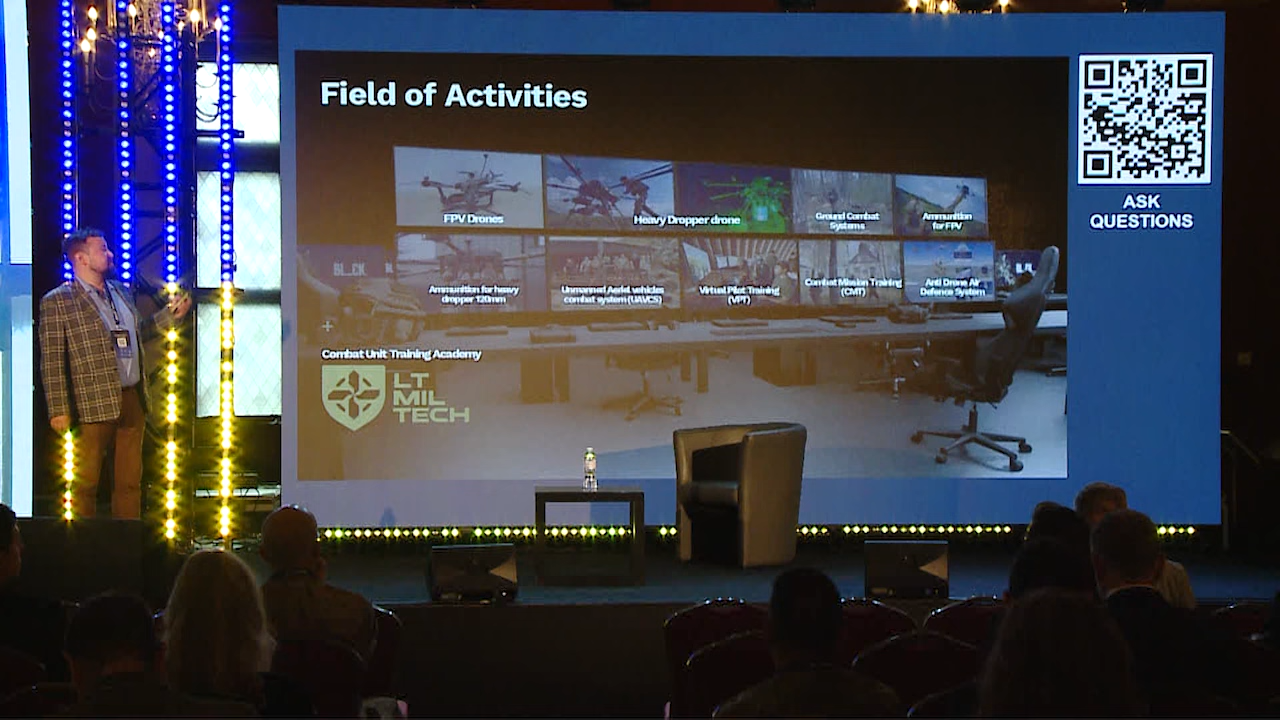 Field of Activities
ASK
QUESTIONS
FPV Drones
Heavy Dropper drone
Ground Combat
Systems
Ammunition
for FPV
BL_CK
Ammunition for heavy
dropper 120mm
Unmanned Aerial vehicles
combat system (UAVCS)
Virtual Pilot Training
(VPT)
Combat Mission Training
(CMT)
Anti Drone Air
Defence System
Combat Unit Training Academy
LT
MIL
TECH